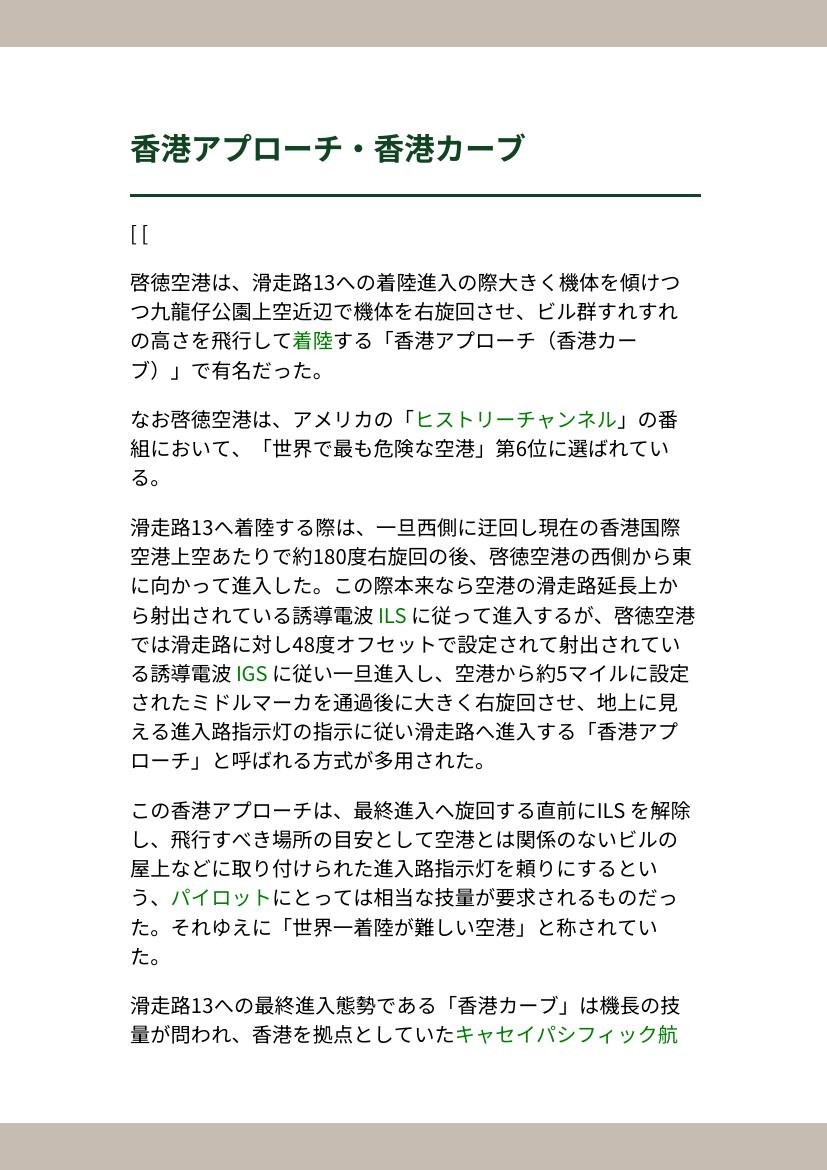 香港アプローチ・香港カーブ
[ [
啓徳空港は、滑走路13への着陸進入の際大きく機体を傾けつ
つ九龍仔公園上空近辺で機体を右旋回させ、ビル群すれすれ
の高さを飛行して着陸する「香港アプローチ（香港カー
ブ）」で有名だった。
なお啓徳空港は、アメリカの「ヒストリーチャンネル」の番
組において、「世界で最も危険な空港」第6位に選ばれてい
る。
滑走路13へ着陸する際は、一旦西側に迂回し現在の香港国際
空港上空あたりで約180度右旋回の後、啓徳空港の西側から東
に向かって進入した。この際本来なら空港の滑走路延長上か
ら射出されている誘導電波 ILS に従って進入するが、啓徳空港
では滑走路に対し48度オフセットで設定されて射出されてい
る誘導電波 IGS に従い一旦進入し、空港から約5マイルに設定
されたミドルマーカを通過後に大きく右旋回させ、地上に見
える進入路指示灯の指示に従い滑走路へ進入する「香港アプ
ローチ」と呼ばれる方式が多用された。
この香港アプローチは、最終進入へ旋回する直前にILS を解除
し、飛行すべき場所の目安として空港とは関係のないビルの
屋上などに取り付けられた進入路指示灯を頼りにするとい
う、パイロットにとっては相当な技量が要求されるものだっ
た。それゆえに「世界一着陸が難しい空港」と称されてい
た。
滑走路13への最終進入態勢である「香港カーブ」は機長の技
量が問われ、香港を拠点としていたキャセイパシフィック航